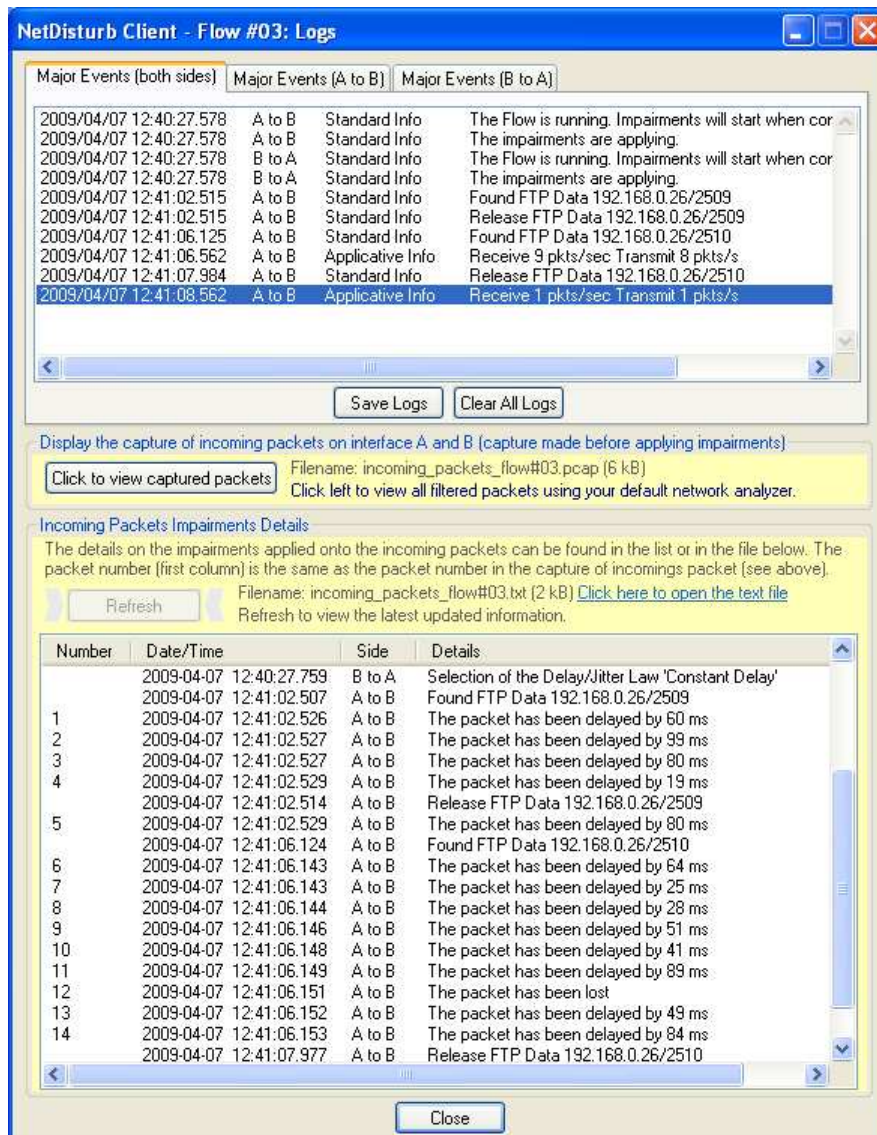 NetDisturb Client - Flow #03: Logs
Major Events (both sides) Major Events (A to B) Major Events (B to A)
2009/04/07 12:40:27.578 A to B Standard Info The Flow is running. Impairments will start when cor
2009/04/07 12:40:27.578 A to B Standard Info The impairments are applying.
2009/04/07 12:40:27.578 B to A Standard Info The Flow is running. Impairments will start when cor
2009/04/07 12:40:27.578 B to A Standard Info The impairments are applying.
2009/04/07 12:41:02.515 A to B Standard Info Found FTP Data 192.168.0.26/2509
2009/04/07 12:41:02.515 A to B Standard Info Release FTP Data 192.168.0.26/2509
2009/04/07 12:41:06.125 A to B Standard Info Found FTP Data 192.168.0.26/2510
2009/04/07 12:41:06.562 A to B Applicative Info Receive 9 pkts/sec Transmit 8 pkts/s
2009/04/07 12:41:07.984 A to B Standard Info Release FTP Data 192.168.0.26/2510
2009/04/07 12:41:08.562 A to B Applicative Info Receive 1 pkts/sec Transmit 1 pkts/s
Save Logs Clear All Logs
Display the capture of incoming packets on interface A and B (capture made before applying impairments)
Click to view captured packets Filename: incoming_packets_flow#03.pcap (6 kB)
Click left to view all filtered packets using your default network analyzer.
Incoming Packets Impairments Details
The details on the impairments applied onto the incoming packets can be found in the list or in the file below. The
packet number (first column) is the same as the packet number in the capture of incomings packet (see above).
Refresh Filename: incoming_packets_flow#03.txt (2 kB) Click here to open the text file
Refresh to view the latest updated information.
Number Date/Time Side Details
2009-04-07 12:40:27.759 B to A Selection of the Delay/Jitter Law 'Constant Delay'
2009-04-07 12:41:02.507 A to B Found FTP Data 192.168.0.26/2509
1 2009-04-07 12:41:02.526 A to B The packet has been delayed by 60 ms
2 2009-04-07 12:41:02.527 A to B The packet has been delayed by 99 ms
3 2009-04-07 12:41:02.527 A to B The packet has been delayed by 80 ms
4 2009-04-07 12:41:02.529 A to B The packet has been delayed by 19 ms
2009-04-07 12:41:02.514 A to B Release FTP Data 192.168.0.26/2509
5 2009-04-07 12:41:02.529 A to B The packet has been delayed by 80 ms
2009-04-07 12:41:06.124 A to B Found FTP Data 192.168.0.26/2510
6 2009-04-07 12:41:06.143 A to B The packet has been delayed by 64 ms
7 2009-04-07 12:41:06.143 A to B The packet has been delayed by 25 ms
8 2009-04-07 12:41:06.144 A to B The packet has been delayed by 28 ms
9 2009-04-07 12:41:06.146 A to B The packet has been delayed by 51 ms
10 2009-04-07 12:41:06.148 A to B The packet has been delayed by 41 ms
11 2009-04-07 12:41:06.149 A to B The packet has been delayed by 89 ms
12 2009-04-07 12:41:06.151 A to B The packet has been lost
13 2009-04-07 12:41:06.152 A to B The packet has been delayed by 49 ms
14 2009-04-07 12:41:06.153 A to B The packet has been delayed by 84 ms
2009-04-07 12:41:07.977 A to B Release FTP Data 192.168.0.26/2510
Close